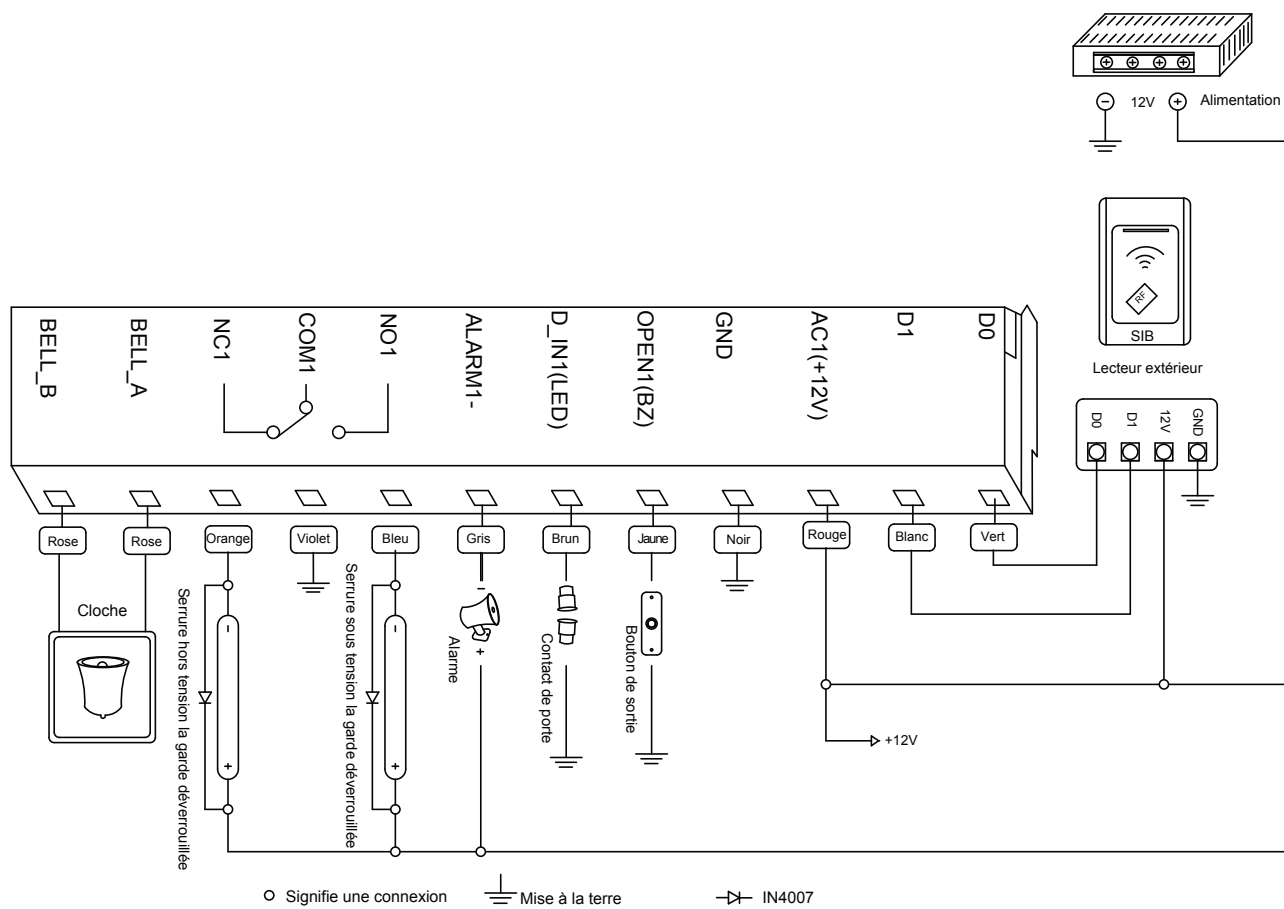 12V
Alimentation
RF
SIB
Lecteur extérieur
D0
D1
12V
GND
BELL_B
BELL_A
NC1
COM1
NO1
ALARM1-
D_IN1(LED)
OPEN1(BZ)
GND
AC1(+12V)
D1
D0
Rose
Rose
Orange
Violet
Bleu
Gris
Brun
Jaune
Noir
Rouge
Blanc
Vert
Cloche
Serrure hors tension la garde déverrouillée
Serrure sous tension la garde déverrouillée
Alarme
Contact de porte
Bouton de sortie
+12V
Signifie une connexion
Mise à la terre
IN4007